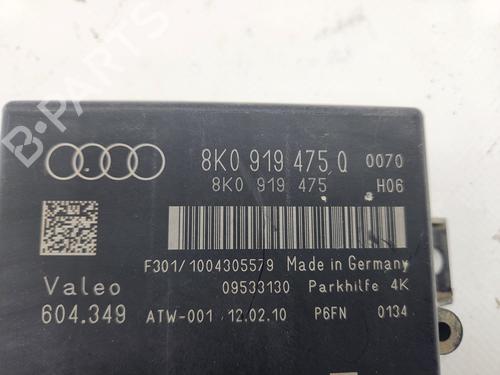 8K0 919 475 Q 0070
8K0 919 475 H06
F301/1004305579 Made in Germany
Valeo 09533130 Parkhilfe 4K
604.349 ATW-001 12.02.10 P6FN 0134
B-PARTS